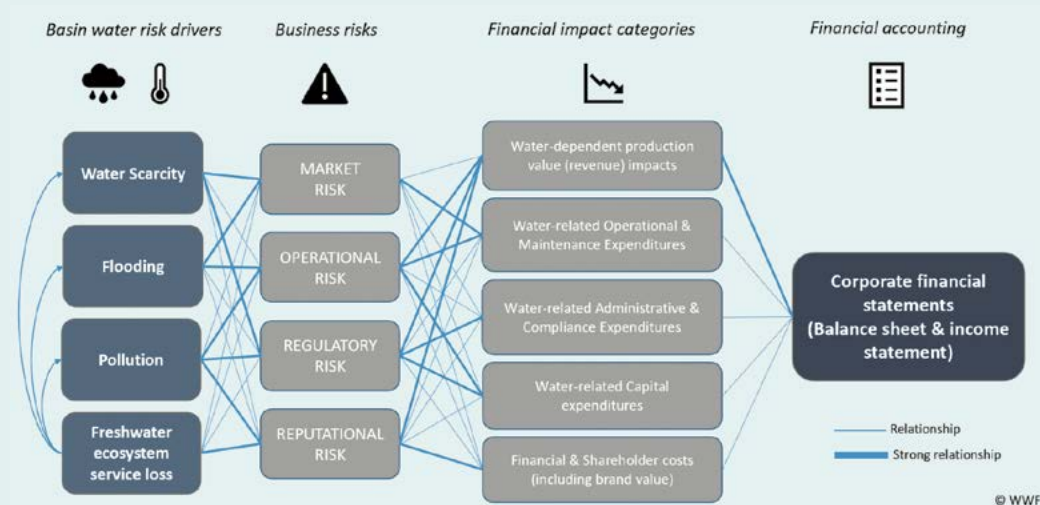 Basin water risk drivers
Business risks
Financial impact categories
Financial accounting
Water Scarcity
Flooding
Pollution
Freshwater
ecosystem
service loss
MARKET
RISK
OPERATIONAL
RISK
REGULATORY
RISK
REPUTATIONAL
RISK
Water-dependent production
value (revenue) impacts
Water-related Operational &
Maintenance Expenditures
Water-related Administrative &
Compliance Expenditures
Water-related Capital
expenditures
Financial & Shareholder costs
(including brand value)
Corporate financial
statements
(Balance sheet & income
statement)
Relationship
Strong relationship
© WWF